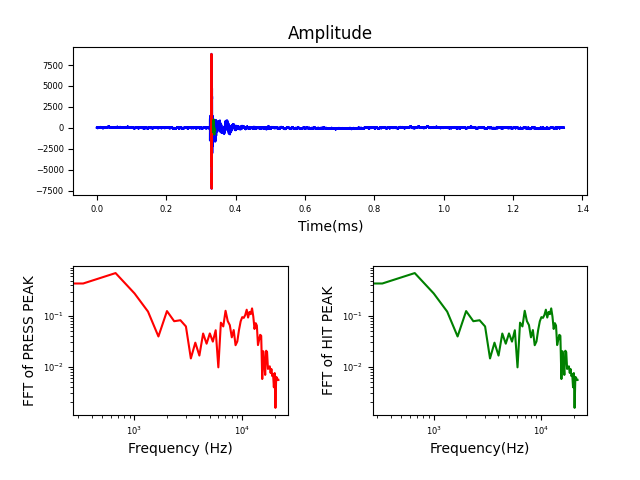 Amplitude
7500
5000
2500
0
−2500
−5000
−7500
0.0 0.2 0.4 0.6 0.8 1.0 1.2 1.4
Time(ms)
FFT of PRESS PEAK
10⁻¹
10⁻²
10³ 10⁴
Frequency (Hz)
FFT of HIT PEAK
10⁻¹
10⁻²
10³ 10⁴
Frequency(Hz)